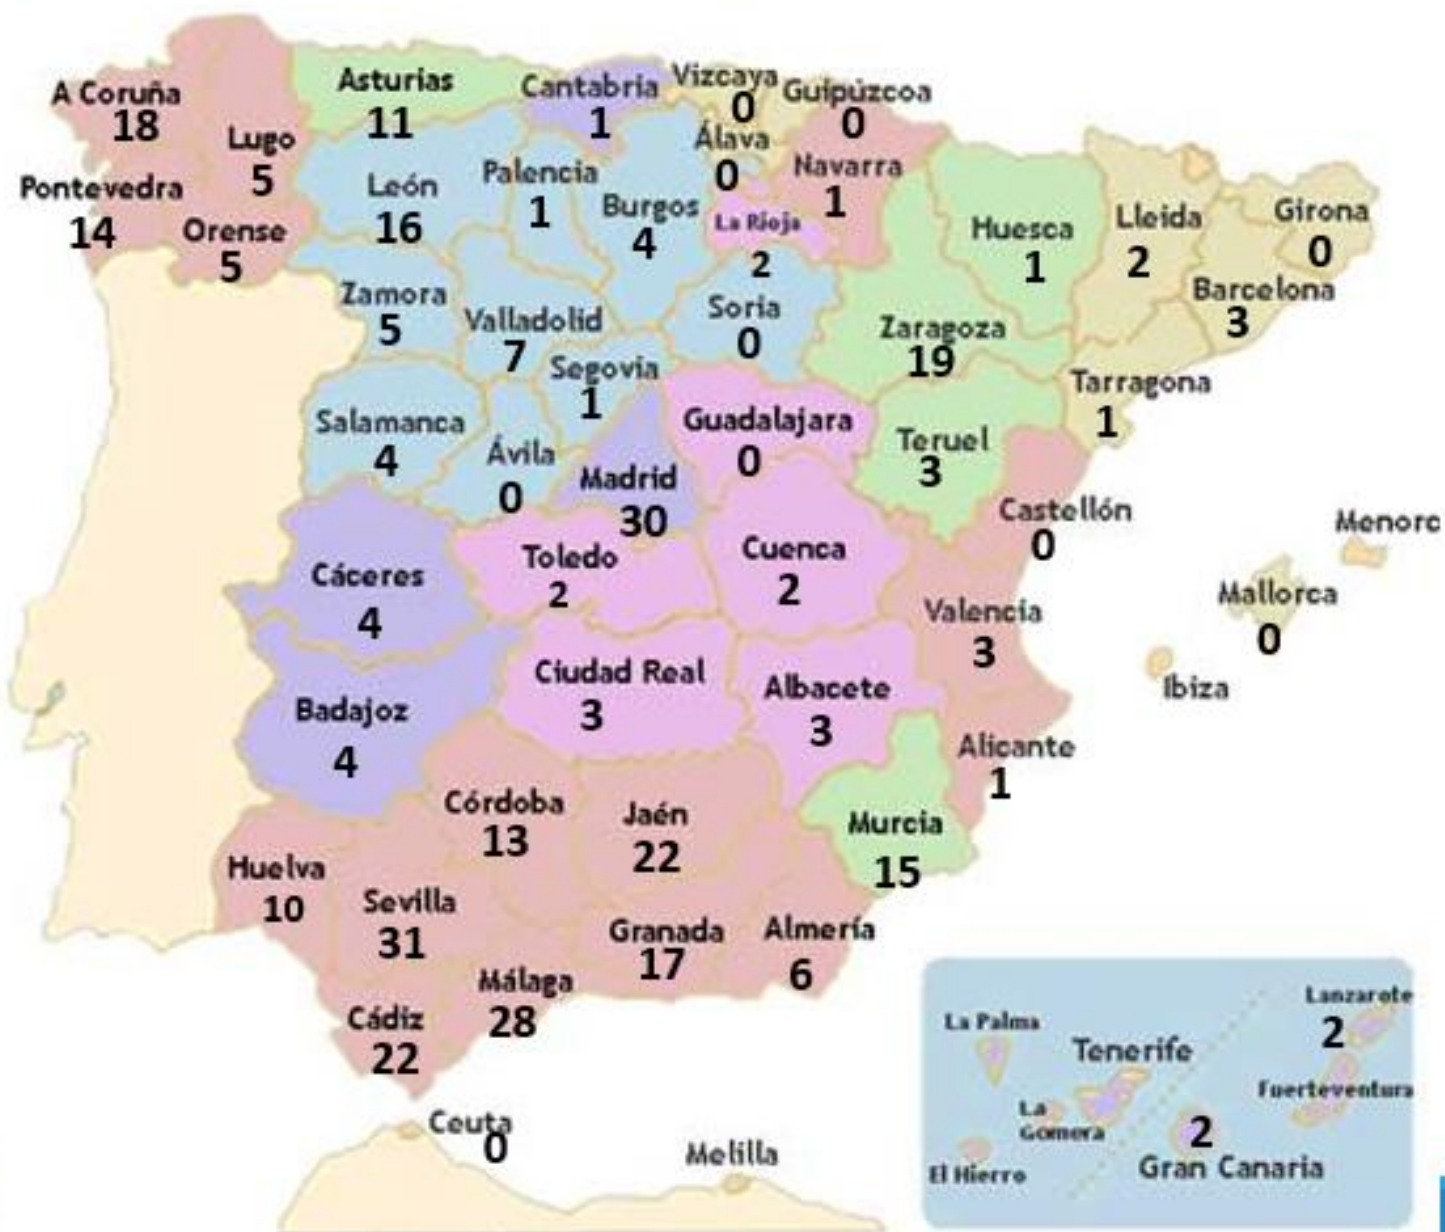 Asturias
11
Cantabria
1
Vizcaya
0
Guipúzcoa
0
A Coruña
18
Lugo
5
Álava
0
Navarra
1
Pontevedra
14
Orense
5
León
16
Palencia
1
Burgos
4
La Rioja
2
Huesca
1
Lleida
2
Girona
0
Barcelona
3
Zamora
5
Valladolid
7
Soria
0
Zaragoza
19
Segovia
1
Tarragona
1
Salamanca
4
Ávila
0
Madrid
30
Guadalajara
0
Teruel
3
Castellón
0
Menorc
Mallorca
0
Ibiza
Cáceres
4
Toledo
2
Cuenca
2
Valencia
3
Badajoz
4
Ciudad Real
3
Albacete
3
Alicante
1
Córdoba
13
Jaén
22
Murcia
15
Huelva
10
Sevilla
31
Granada
17
Almería
6
Málaga
28
Cádiz
22
Ceuta
0
Melilla
La Palma
Tenerife
Lanzarote
2
La
Gomera
Fuerteventura
El Hierro
2
Gran Canaria